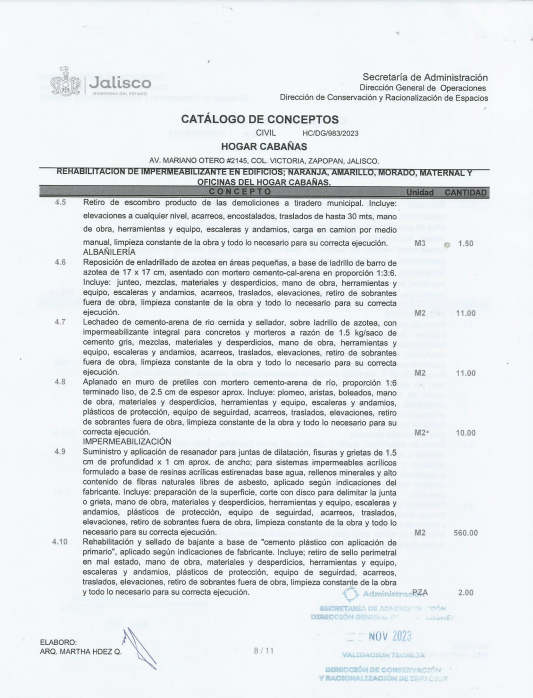 Jalisco
GOBIERNO DEL ESTADO
Secretaría de Administración
Dirección General de Operaciones
Dirección de Conservación y Racionalización de Espacios
CATÁLOGO DE CONCEPTOS
CIVIL HC/DG/983/2023
HOGAR CABAÑAS
AV. MARIANO OTERO #2145, COL. VICTORIA, ZAPOPAN, JALISCO.
REHABILITACIÓN DE IMPERMEABILIZANTE EN EDIFICIOS; NARANJA, AMARILLO, MORADO, MATERNAL Y
OFICINAS DEL HOGAR CABAÑAS.
CONCEPTO Unidad CANTIDAD
4.5 Retiro de escombro producto de las demoliciones a tiradero municipal. Incluye:
elevaciones a cualquier nivel, acarreos, encostalados, traslados de hasta 30 mts, mano
de obra, herramientas y equipo, escaleras y andamios, carga en camion por medio
manual, limpieza constante de la obra y todo lo necesario para su correcta ejecución. M3 1.50
ALBAÑILERÍA
4.6 Reposición de enladrillado de azotea en áreas pequeñas, a base de ladrillo de barro de
azotea de 17 x 17 cm, asentado con mortero cemento-cal-arena en proporción 1:3:6.
Incluye: junteo, mezclas, materiales y desperdicios, mano de obra, herramientas y
equipo, escaleras y andamios, acarreos, traslados, elevaciones, retiro de sobrantes
fuera de obra, limpieza constante de la obra y todo lo necesario para su correcta
ejecución. M2 11.00
4.7 Lechadeo de cemento-arena de río cernida y sellador, sobre ladrillo de azotea, con
impermeabilizante integral para concretos y morteros a razón de 1.5 kg/saco de
cemento gris, mezclas, materiales y desperdicios, mano de obra, herramientas y
equipo, escaleras y andamios, acarreos, traslados, elevaciones, retiro de sobrantes
fuera de obra, limpieza constante de la obra y todo lo necesario para su correcta
ejecución. M2 11.00
4.8 Aplanado en muro de pretiles con mortero cemento-arena de río, proporción 1:6
terminado liso, de 2.5 cm de espesor aprox. Incluye: plomeo, aristas, boleados, mano
de obra, materiales y desperdicios, herramientas y equipo, escaleras y andamios,
plásticos de protección, equipo de seguirdad, acarreos, traslados, elevaciones, retiro
de sobrantes fuera de obra, limpieza constante de la obra y todo lo necesario para su
correcta ejecución. M2 10.00
IMPERMEABILIZACIÓN
4.9 Suministro y aplicación de resanador para juntas de dilatación, fisuras y grietas de 1.5
cm de profundidad x 1 cm aprox. de ancho; para sistemas impermeables acrílicos
formulado a base de resinas acrílicas estirenadas base agua, rellenos minerales y alto
contenido de fibras naturales libres de asbesto, aplicado según indicaciones del
fabricante. Incluye: preparación de la superficie, corte con disco para delimitar la junta
o grieta, mano de obra, materiales y desperdicios, herramientas y equipo, escaleras y
andamios, plásticos de protección, equipo de seguridad, acarreos, traslados,
elevaciones, retiro de sobrantes fuera de obra, limpieza constante de la obra y todo lo
necesario para su correcta ejecución. M2 560.00
4.10 Rehabilitación y sellado de bajante a base de "cemento plástico con aplicación de
primario", aplicado según indicaciones de fabricante. Incluye; retiro de sello perimetral
en mal estado, mano de obra, materiales y desperdicios, herramientas y equipo,
escaleras y andamios, plásticos de protección, equipo de seguridad, acarreos,
traslados, elevaciones, retiro de sobrantes fuera de obra, limpieza constante de la obra
y todo lo necesario para su correcta ejecución. PZA 2.00
Administración
SECRETARÍA DE ADMINISTRACIÓN
DIRECCIÓN GENERAL DE
NOV 2023
VALIDACIÓN TÉCNICA
DIRECCIÓN DE CONSERVACIÓN
Y RACIONALIZACIÓN DE ESPACIOS
ELABORO:
ARQ. MARTHA HDEZ Q.
8 / 11